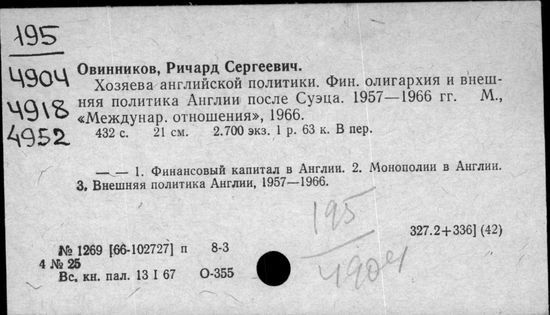 195
4904
4918
4952
Овинников, Ричард Сергеевич.
Хозяева английской политики. Фин. олигархия и внеш-
няя политика Англии после Суэца. 1957—1966 гг. М.,
«Междунар. отношения», 1966.
432 с. 21 см. 2.700 экз. 1 р. 63 к. В пер.
— — 1. Финансовый капитал в Англии. 2. Монополии в Англии.
3. Внешняя политика Англии, 1957—1966.
195
4904
327.2+336] (42)
№ 1269 [66-102727] п 8-3
4 № 25
Вс. кн. пал. 13 I 67 О-355